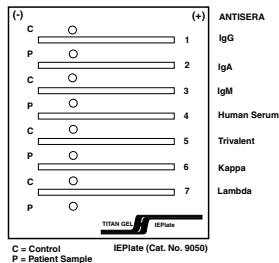 (-) (+) ANTISERA
C
1 IgG
P
2 IgA
C
3 IgM
P
4 Human Serum
C
5 Trivalent
P
6 Kappa
C
7 Lambda
P
TITAN GEL IEPlate
C = Control IEPlate (Cat. No. 9050)
P = Patient Sample